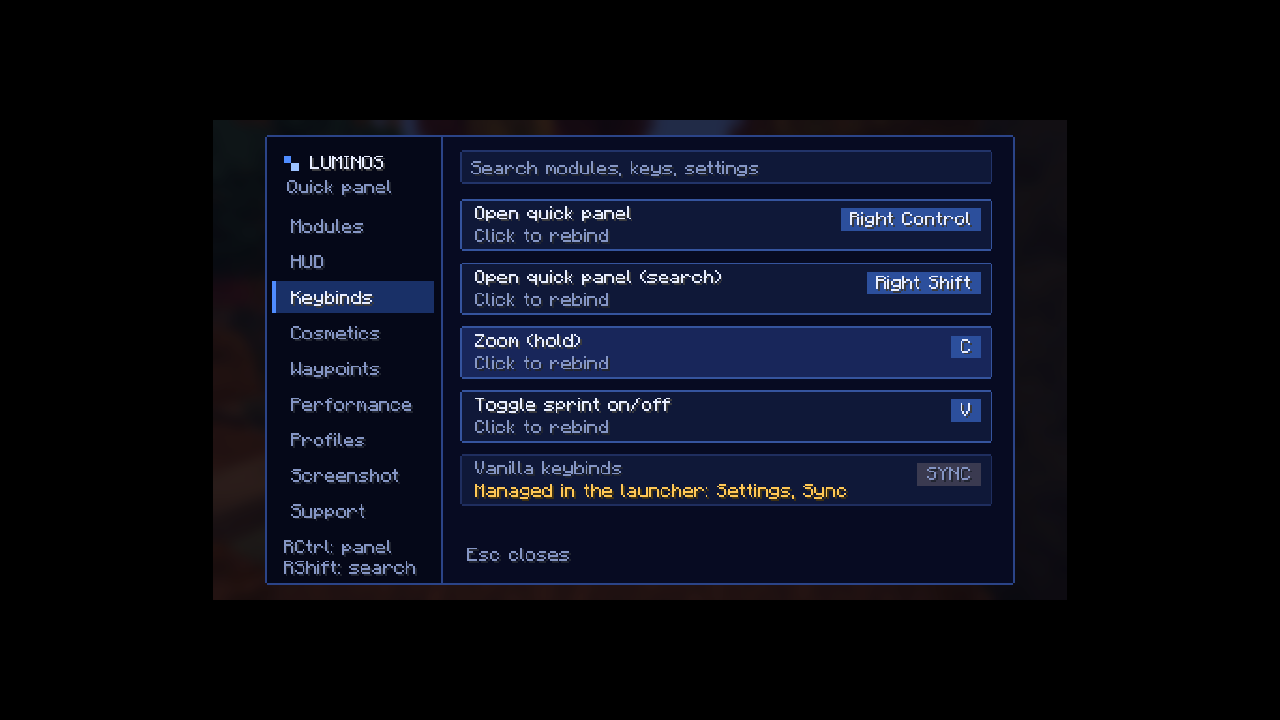 LUMINOS
Quick panel
Modules
HUD
Keybinds
Cosmetics
Waypoints
Performance
Profiles
Screenshot
Support
RCtrl: panel
RShift: search
Search modules, keys, settings
Open quick panel
Right Control
Click to rebind
Open quick panel (search)
Right Shift
Click to rebind
Zoom (hold)
C
Click to rebind
Toggle sprint on/off
V
Click to rebind
Vanilla keybinds
SYNC
Managed in the launcher: Settings, Sync
Esc closes